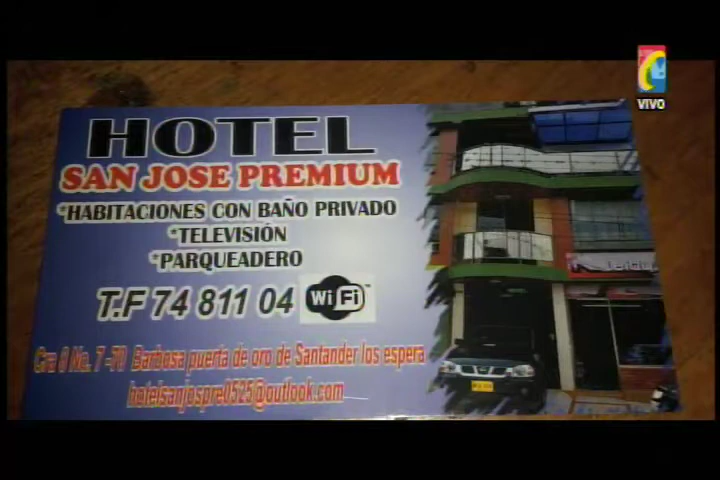 VIVO
HOTEL
SAN JOSE PREMIUM
*HABITACIONES CON BAÑO PRIVADO
*TELEVISIÓN
*PARQUEADERO
T.F 74 811 04 WiFi
Cra 8 No. 7-70 Barbosa puerta de oro de Santander los espera
hotelsanjospre0525@outlook.com